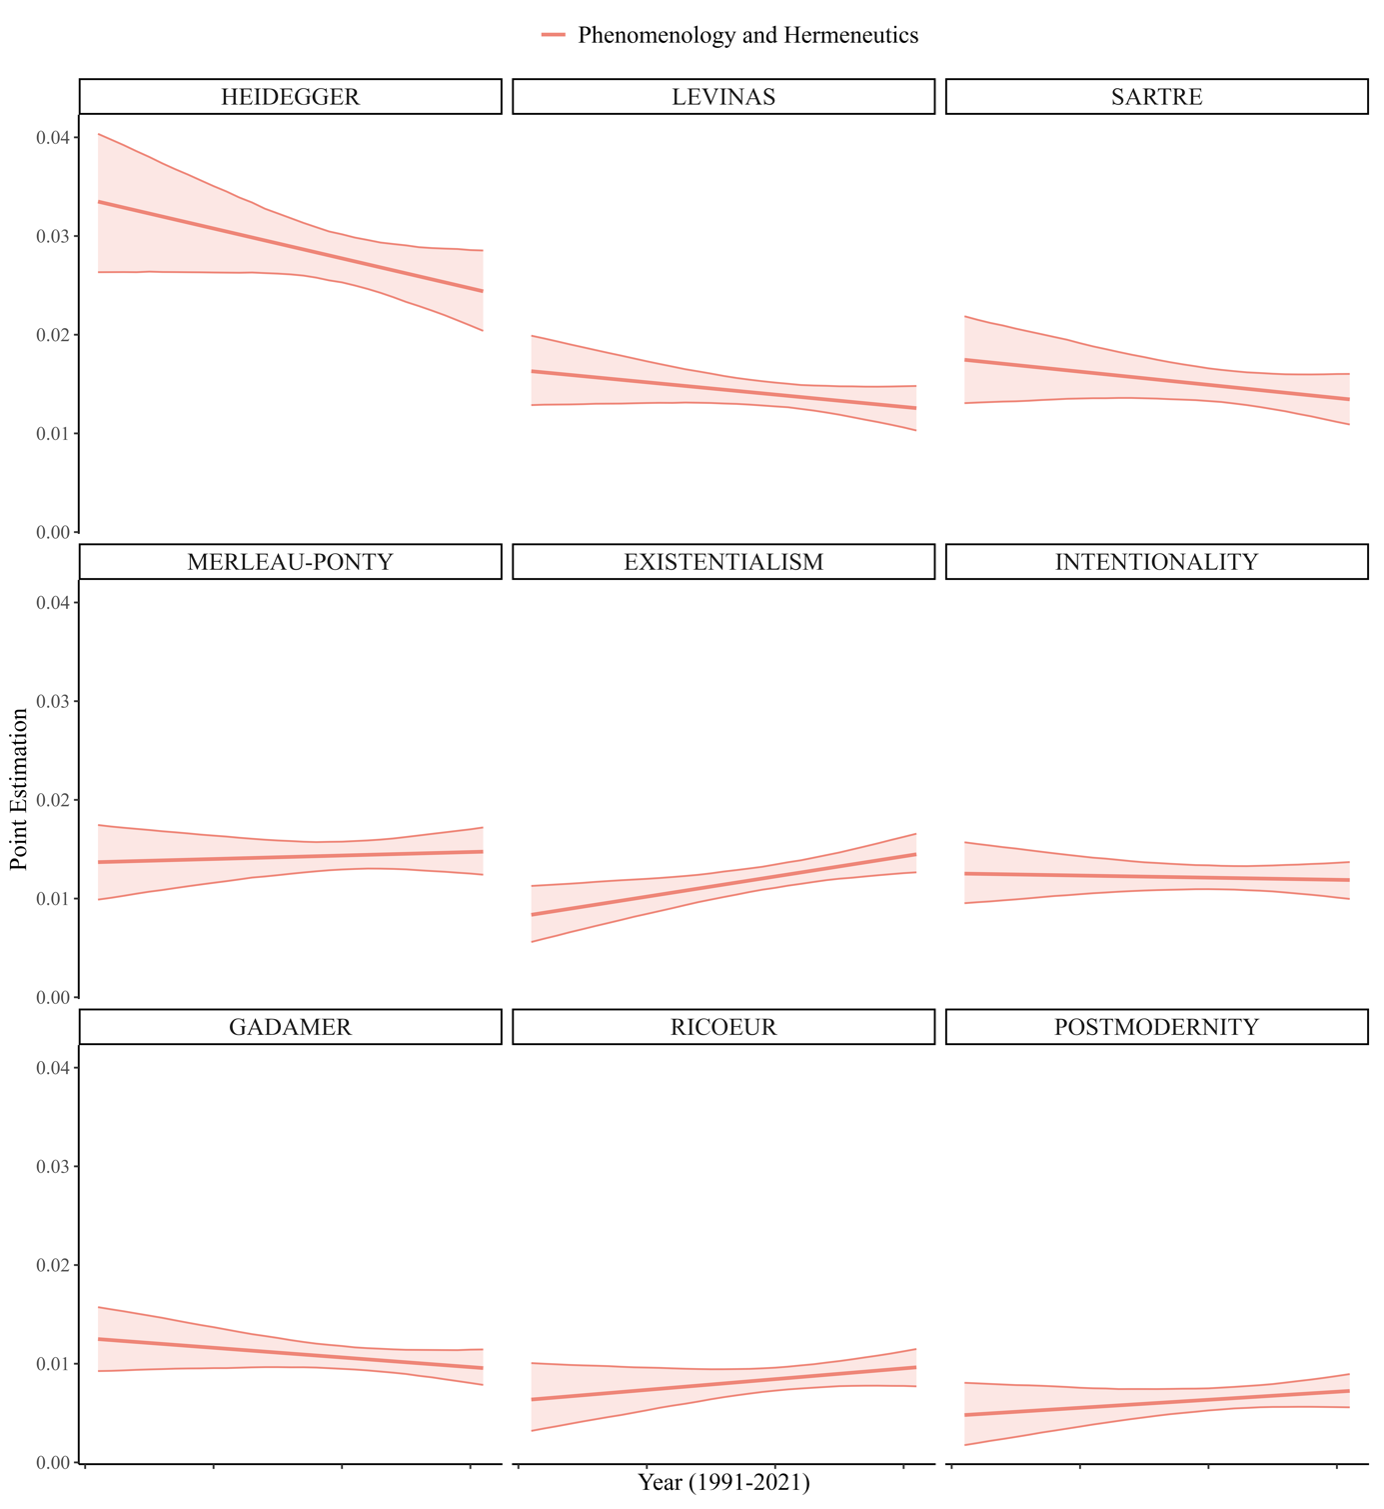 Phenomenology and Hermeneutics
HEIDEGGER
LEVINAS
SARTRE
0.04
0.03
0.02
0.01
0.00
MERLEAU-PONTY
EXISTENTIALISM
INTENTIONALITY
0.04
0.03
0.02
0.01
0.00
Point Estimation
GADAMER
RICOEUR
POSTMODERNITY
0.04
0.03
0.02
0.01
0.00
Year (1991-2021)